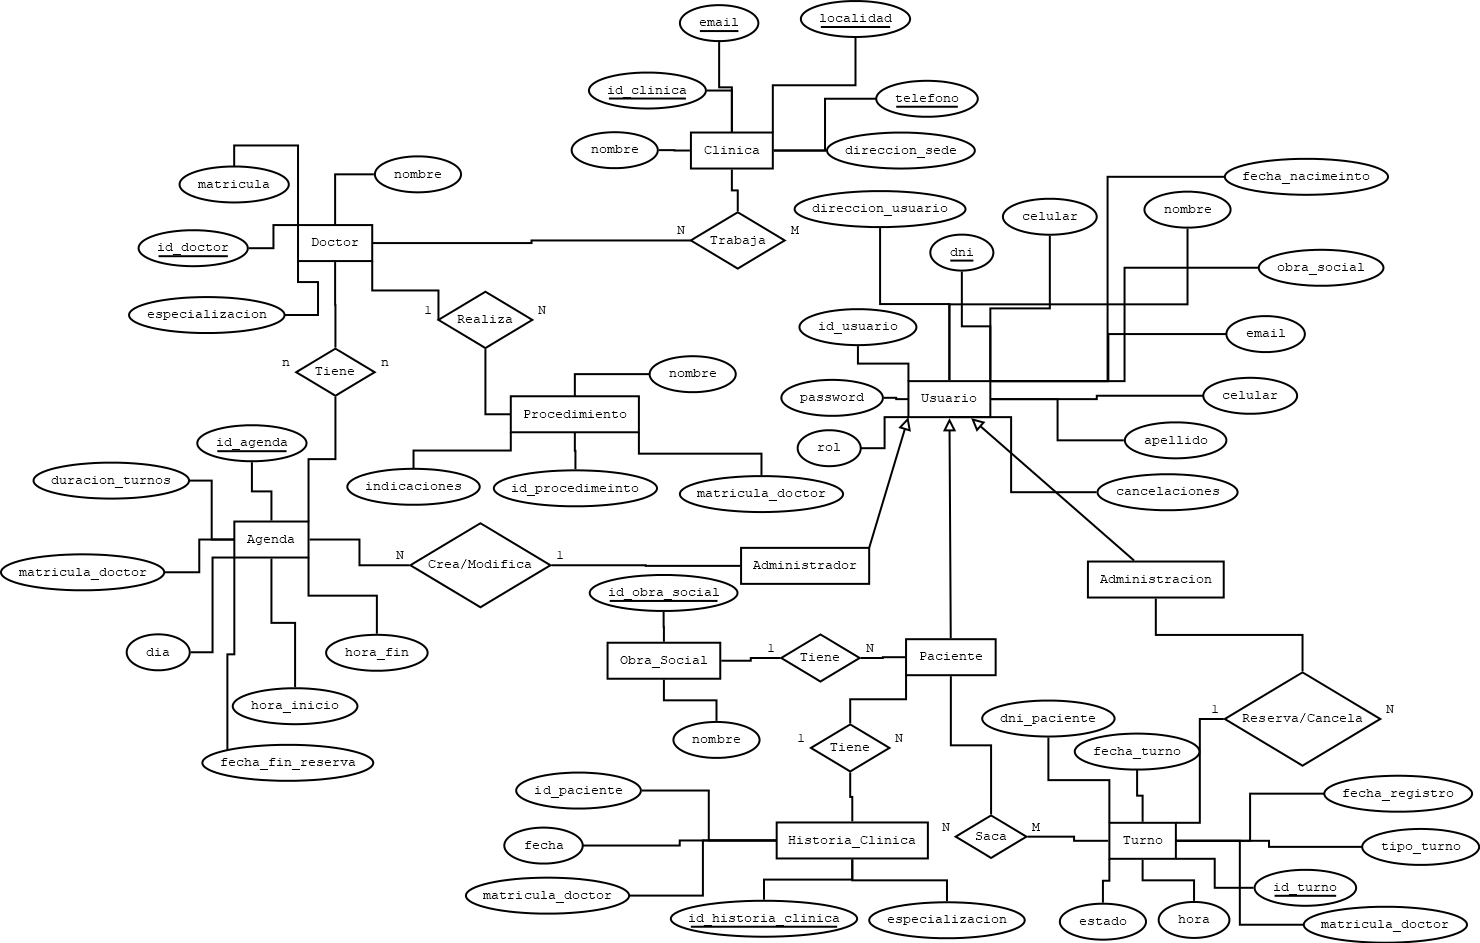 localidad
email
id_clinica
telefono
nombre
Clinica
direccion_sede
nombre
matricula
fecha_nacimeinto
direccion_usuario
celular
nombre
N
M
Doctor
Trabaja
id_doctor
dni
obra_social
especializacion
1
N
Realiza
id_usuario
email
n
n
Tiene
nombre
password
Usuario
celular
Procedimiento
id_agenda
rol
apellido
duracion_turnos
indicaciones
id_procedimeinto
matricula_doctor
cancelaciones
Agenda
N
1
Crea/Modifica
Administrador
matricula_doctor
Administracion
id_obra_social
dia
hora_fin
1
N
Obra_Social
Tiene
Paciente
hora_inicio
1
N
dni_paciente
Reserva/Cancela
nombre
1
N
Tiene
fecha_turno
fecha_fin_reserva
id_paciente
fecha_registro
N
M
fecha
Historia_Clinica
Saca
Turno
tipo_turno
matricula_doctor
id_turno
id_historia_clinica
especializacion
estado
hora
matricula_doctor